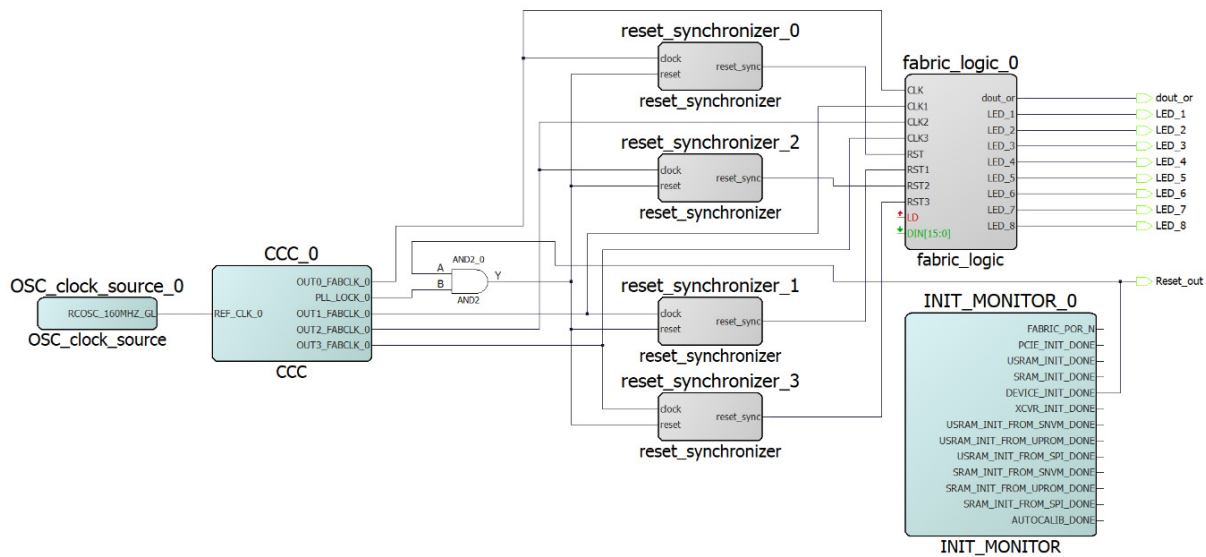 reset_synchronizer_0
clock
reset
reset_sync
reset_synchronizer
reset_synchronizer_2
clock
reset
reset_sync
reset_synchronizer
fabric_logic_0
CLK
CLK1
CLK2
CLK3
RST
RST1
RST2
RST3
LD
DIN[15:0]
dout_or
LED_1
LED_2
LED_3
LED_4
LED_5
LED_6
LED_7
LED_8
fabric_logic
dout_or
LED_1
LED_2
LED_3
LED_4
LED_5
LED_6
LED_7
LED_8
OSC_clock_source_0
RCOSC_160MHZ_GL
OSC_clock_source
CCC_0
REF_CLK_0
OUT0_FABCLK_0
PLL_LOCK_0
OUT1_FABCLK_0
OUT2_FABCLK_0
OUT3_FABCLK_0
CCC
AND2_0
A
B
Y
AND2
reset_synchronizer_1
clock
reset
reset_sync
reset_synchronizer
reset_synchronizer_3
clock
reset
reset_sync
reset_synchronizer
Reset_out
INIT_MONITOR_0
FABRIC_POR_N
PCIE_INIT_DONE
USRAM_INIT_DONE
SRAM_INIT_DONE
DEVICE_INIT_DONE
XCVR_INIT_DONE
USRAM_INIT_FROM_SNVM_DONE
USRAM_INIT_FROM_UPROM_DONE
USRAM_INIT_FROM_SPI_DONE
SRAM_INIT_FROM_SNVM_DONE
SRAM_INIT_FROM_UPROM_DONE
SRAM_INIT_FROM_SPI_DONE
AUTOCALIB_DONE
INIT_MONITOR